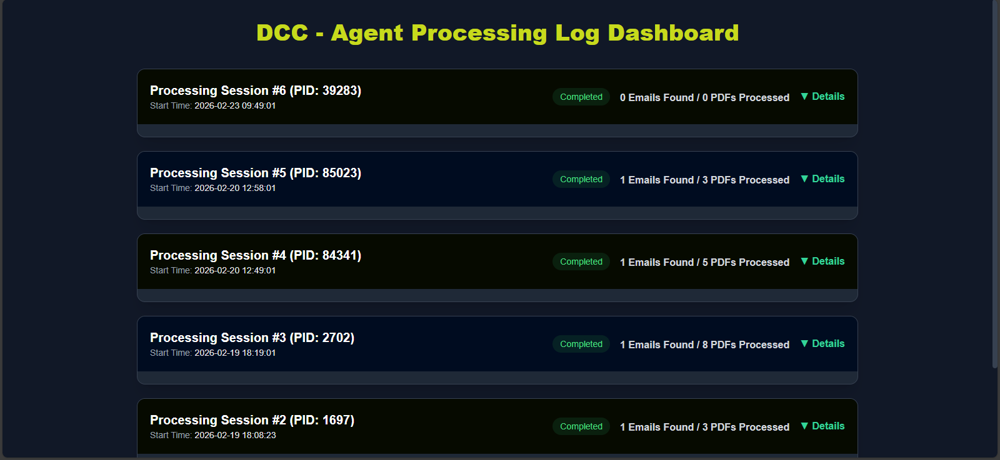 DCC - Agent Processing Log Dashboard
Processing Session #6 (PID: 39283)
Start Time: 2026-02-23 09:49:01
Completed
0 Emails Found / 0 PDFs Processed
▼ Details
Processing Session #5 (PID: 85023)
Start Time: 2026-02-20 12:58:01
Completed
1 Emails Found / 3 PDFs Processed
▼ Details
Processing Session #4 (PID: 84341)
Start Time: 2026-02-20 12:49:01
Completed
1 Emails Found / 5 PDFs Processed
▼ Details
Processing Session #3 (PID: 2702)
Start Time: 2026-02-19 18:19:01
Completed
1 Emails Found / 8 PDFs Processed
▼ Details
Processing Session #2 (PID: 1697)
Start Time: 2026-02-19 18:08:23
Completed
1 Emails Found / 3 PDFs Processed
▼ Details